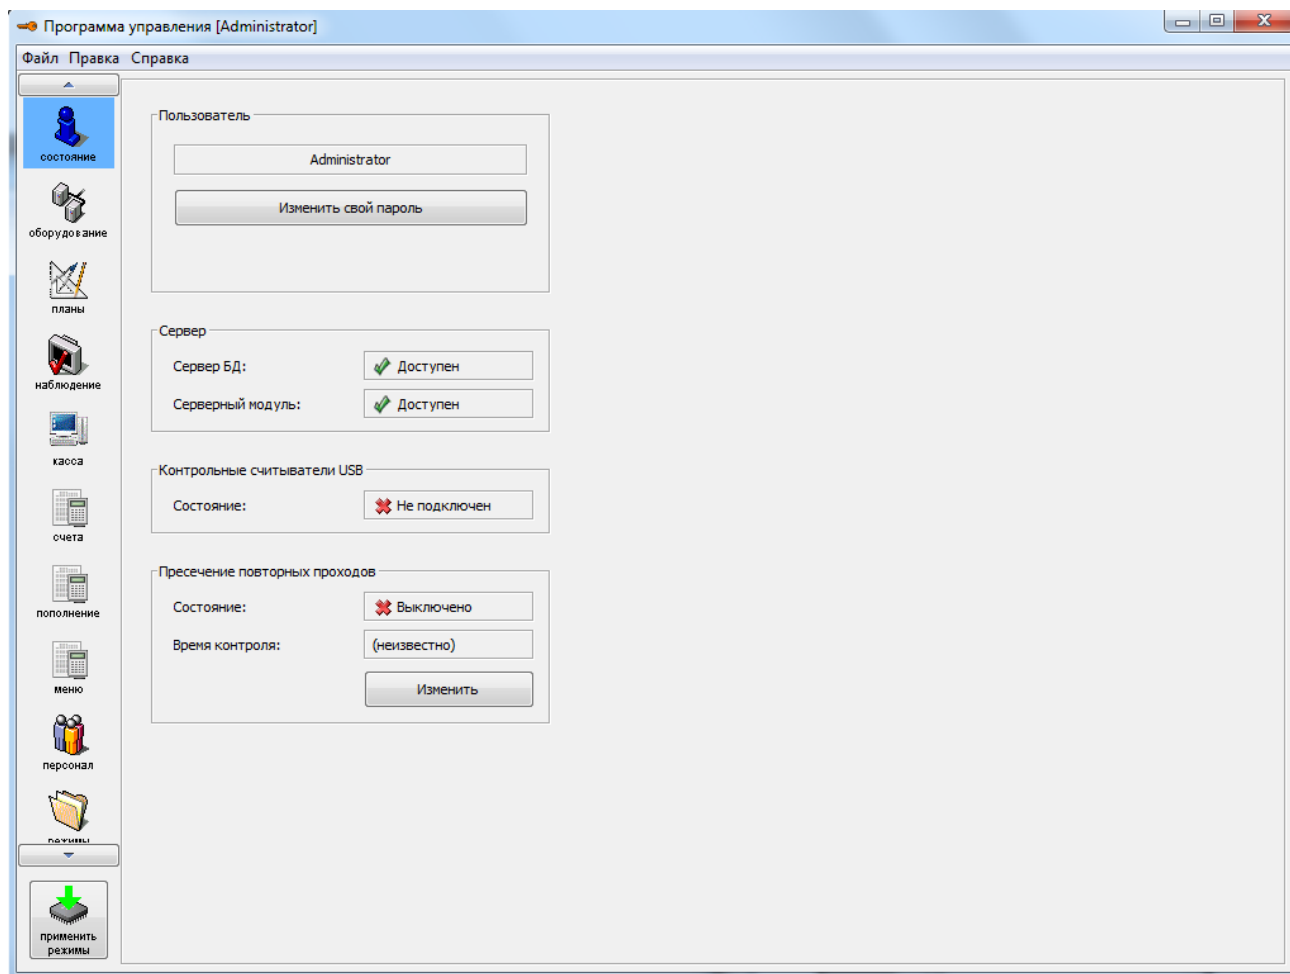 Программа управления [Administrator]
Файл Правка Справка
состояние
оборудование
планы
наблюдение
касса
счета
пополнение
меню
персонал
режимы
применить
режимы
Пользователь
Administrator
Изменить свой пароль
Сервер
Сервер БД: Доступен
Серверный модуль: Доступен
Контрольные считыватели USB
Состояние: Не подключен
Пресечение повторных проходов
Состояние: Выключено
Время контроля: (неизвестно)
Изменить